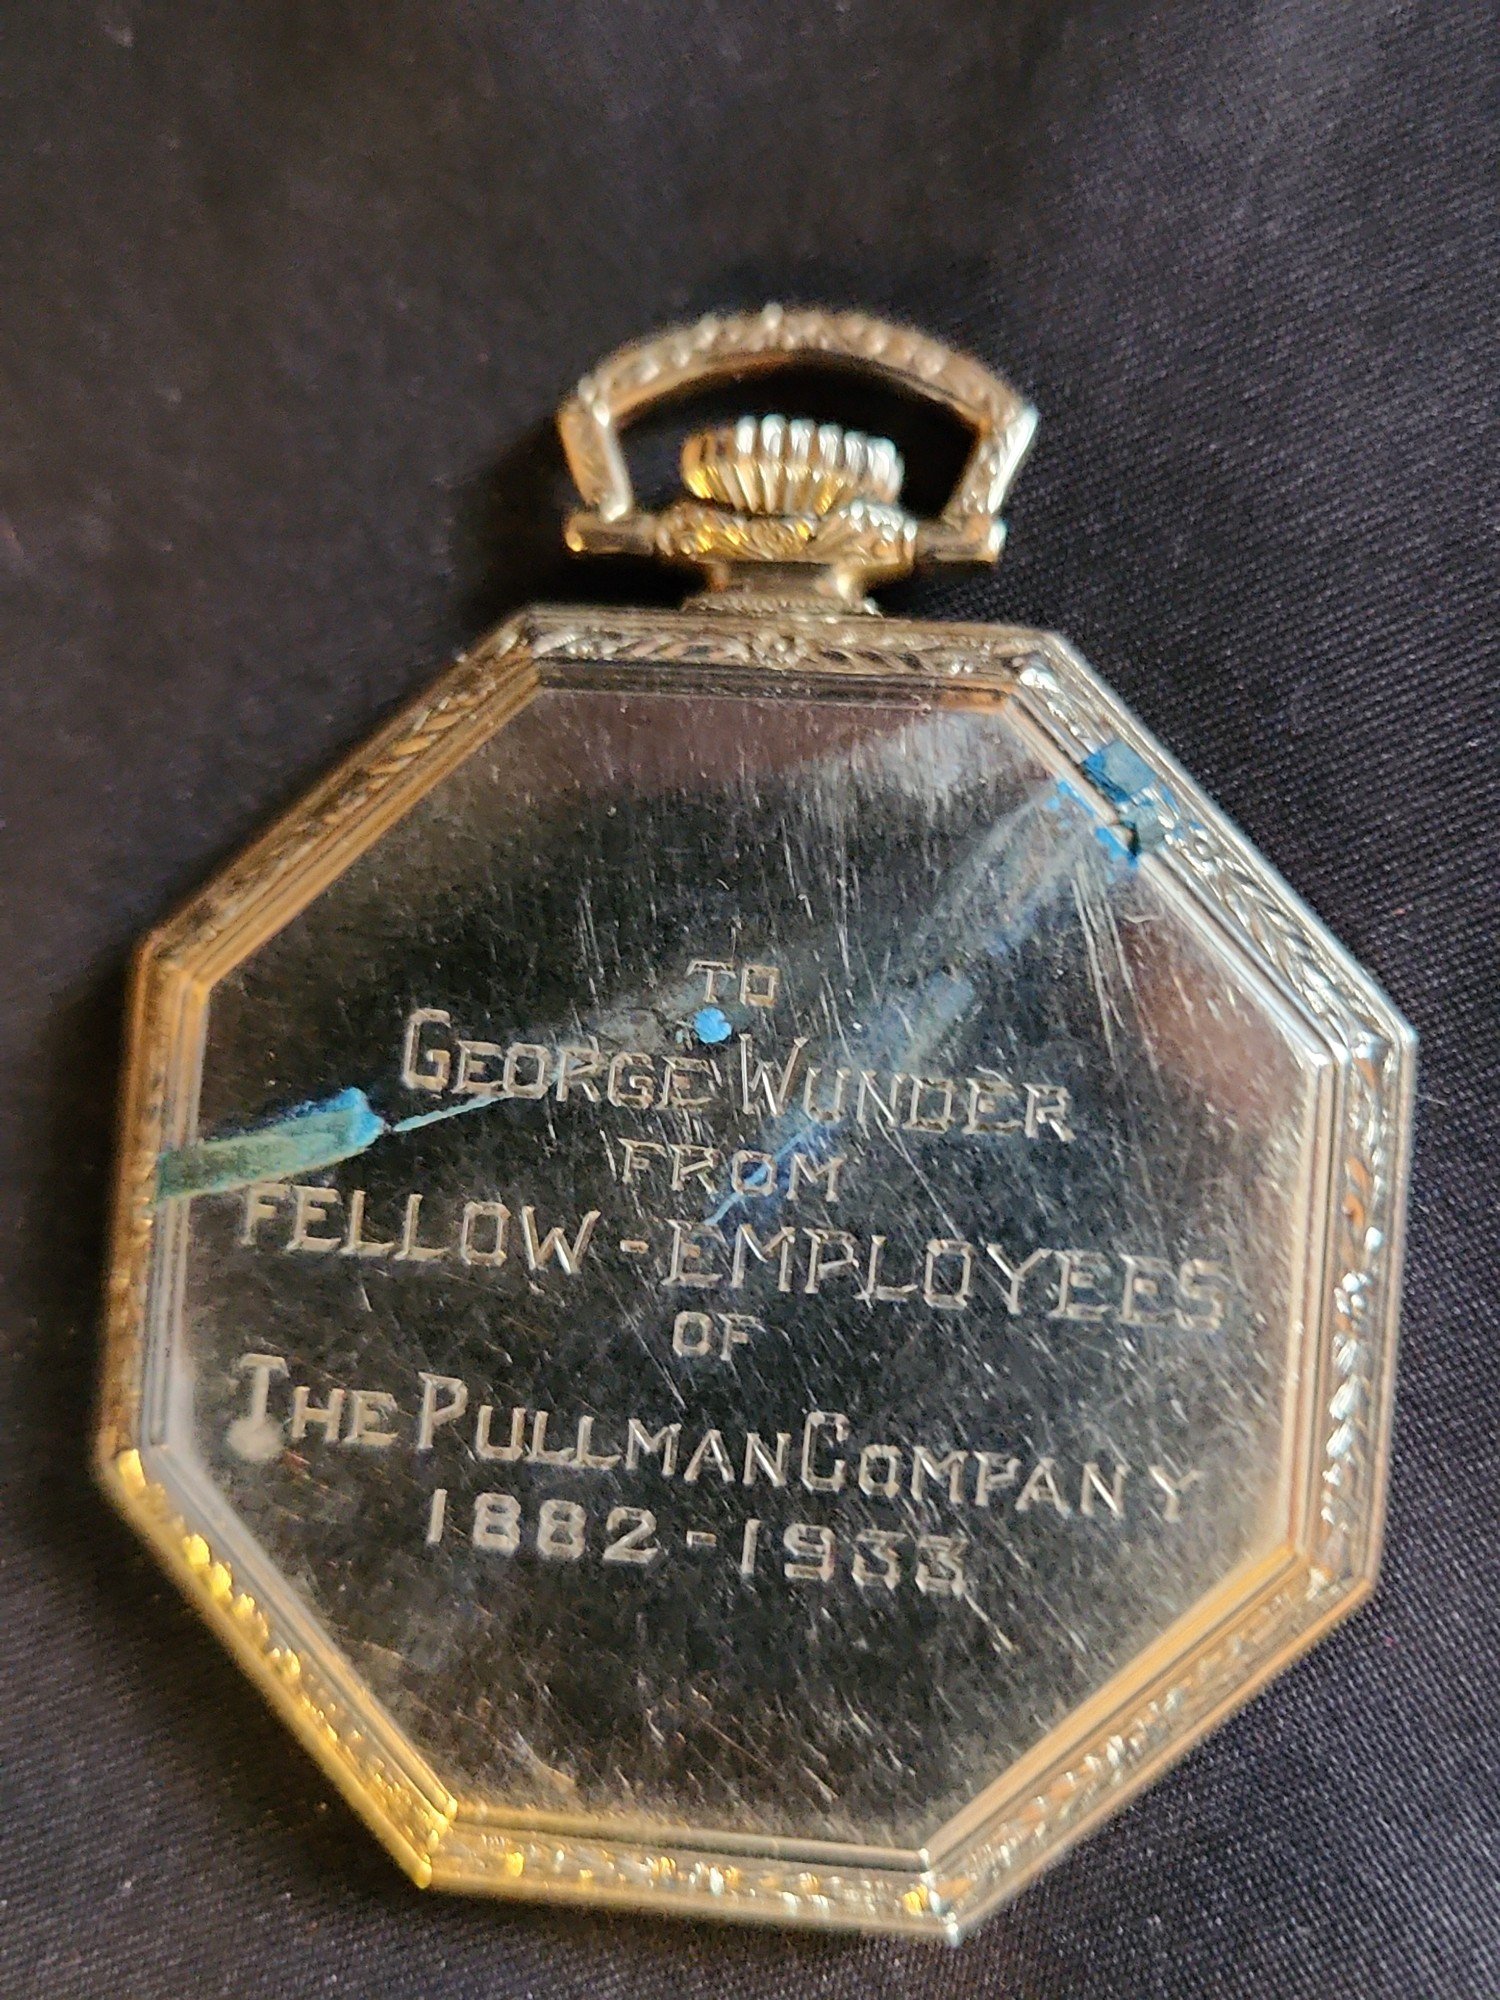 TO
GEORGE WUNDER
FROM
FELLOW-EMPLOYEES
OF
THE PULLMAN COMPANY
1882-1933